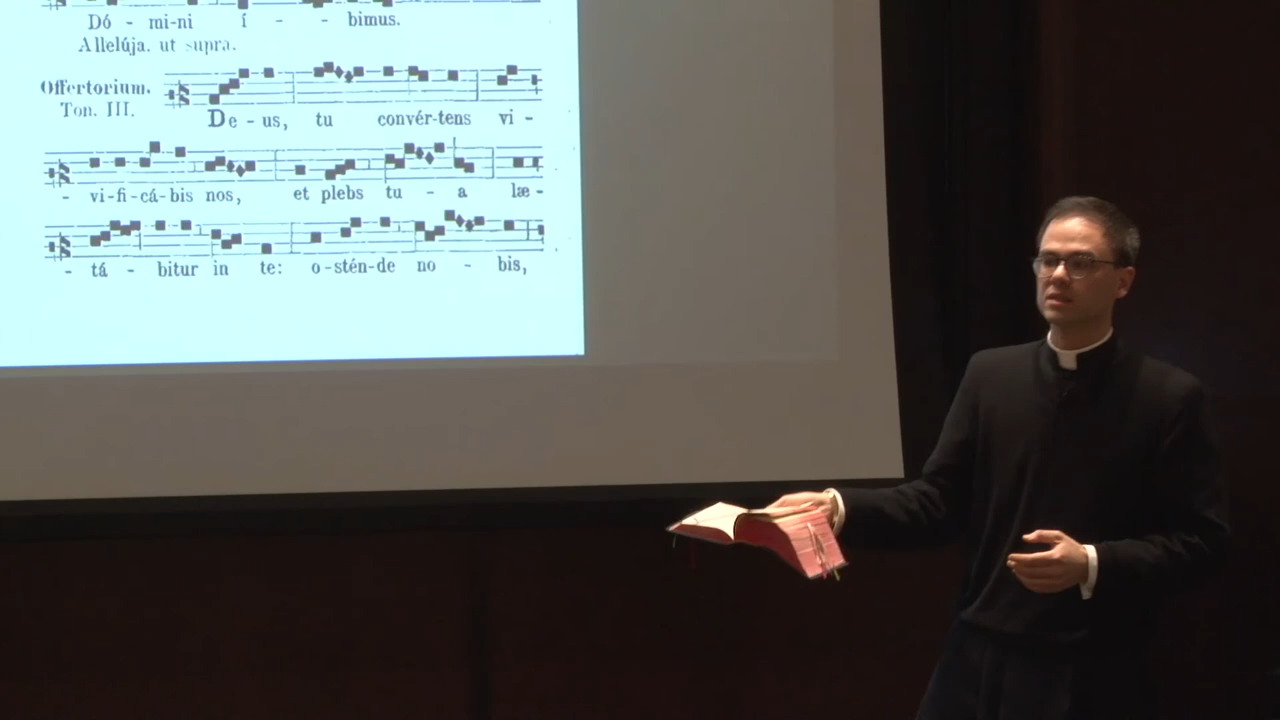 Dó - mi-ni í - - bimus.
Allelúja. ut supra.
Offertorium.
Ton. III.
De - us, tu convér-tens vi -
- vi-fi-cá-bis nos, et plebs tu - a læ -
- tá - bitur in te: o-stén-de no - bis,